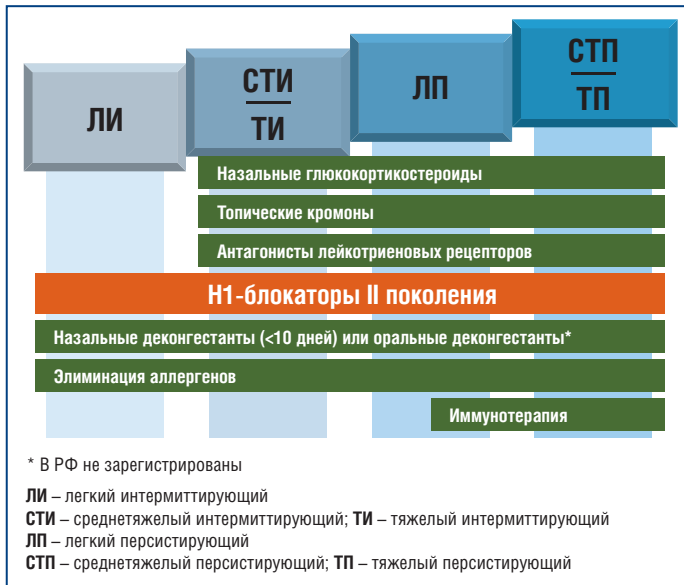 ЛИ
СТИ
ТИ
ЛП
СТП
ТП
Назальные глюкокортикостероиды
Топические кромоны
Антагонисты лейкотриеновых рецепторов
Н1-блокаторы II поколения
Назальные деконгестанты (<10 дней) или оральные деконгестанты*
Элиминация аллергенов
Иммунотерапия
* В РФ не зарегистрированы
ЛИ – легкий интермиттирующий
СТИ – среднетяжелый интермиттирующий; ТИ – тяжелый интермиттирующий
ЛП – легкий персистирующий
СТП – среднетяжелый персистирующий; ТП – тяжелый персистирующий